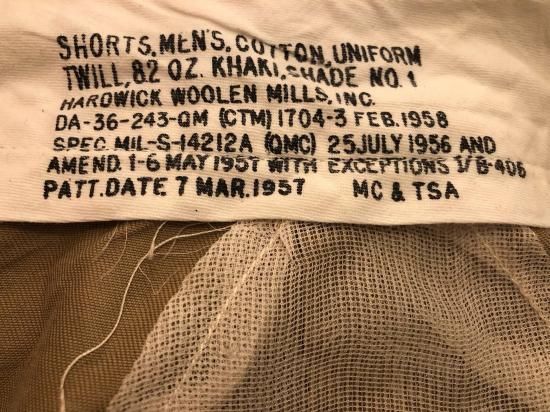 SHORTS, MEN'S, COTTON, UNIFORM
TWILL, 8.2 OZ. KHAKI, SHADE NO. 1
HARDWICK WOOLEN MILLS, INC.
DA-36-243-QM (CTM) 1704-3 FEB. 1958
SPEC. MIL-S-14212A (QMC) 25 JULY 1956 AND
AMEND. 1-6 MAY 1957 WITH EXCEPTIONS 1/B-406
PATT. DATE 7 MAR. 1957 MC & TSA